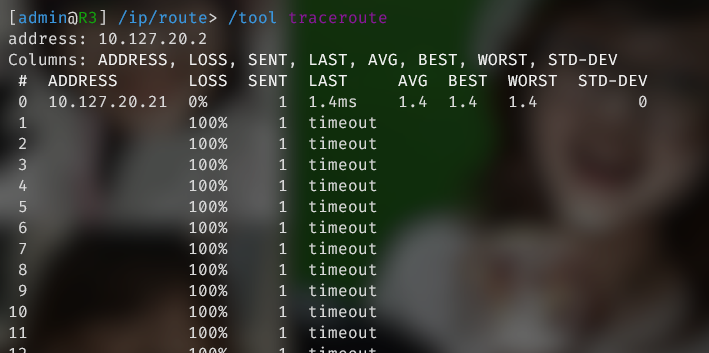 [admin@R3] /ip/route> /tool traceroute
address: 10.127.20.2
Columns: ADDRESS, LOSS, SENT, LAST, AVG, BEST, WORST, STD-DEV
# ADDRESS LOSS SENT LAST AVG BEST WORST STD-DEV
0 10.127.20.21 0% 1 1.4ms 1.4 1.4 1.4 0
1 100% 1 timeout
2 100% 1 timeout
3 100% 1 timeout
4 100% 1 timeout
5 100% 1 timeout
6 100% 1 timeout
7 100% 1 timeout
8 100% 1 timeout
9 100% 1 timeout
10 100% 1 timeout
11 100% 1 timeout